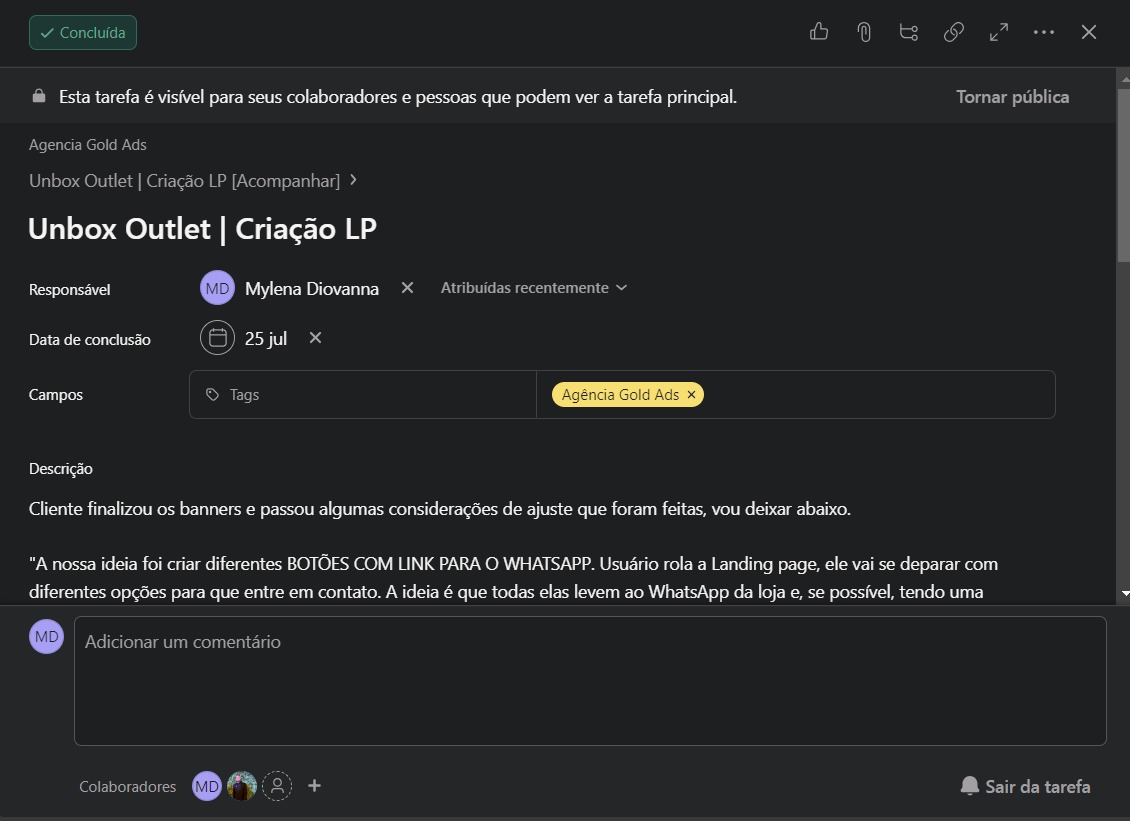 Concluída
Esta tarefa é visível para seus colaboradores e pessoas que podem ver a tarefa principal.
Tornar pública
Agencia Gold Ads
Unbox Outlet | Criação LP [Acompanhar]
Unbox Outlet | Criação LP
Responsável
MD
Mylena Diovanna
Atribuídas recentemente
Data de conclusão
25 jul
Campos
Tags
Agência Gold Ads
Descrição
Cliente finalizou os banners e passou algumas considerações de ajuste que foram feitas, vou deixar abaixo.
"A nossa ideia foi criar diferentes BOTÕES COM LINK PARA O WHATSAPP. Usuário rola a Landing page, ele vai se deparar com
diferentes opções para que entre em contato. A ideia é que todas elas levem ao WhatsApp da loja e, se possível, tendo uma
MD
Adicionar um comentário
Colaboradores
MD
Sair da tarefa